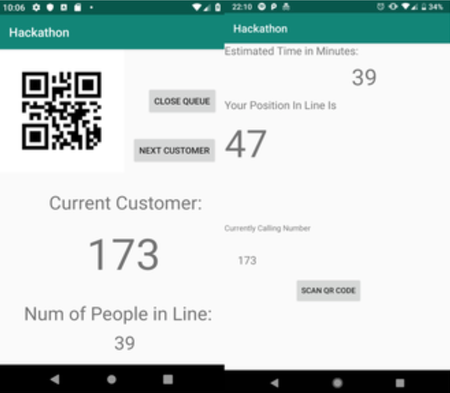 10:06
Hackathon
CLOSE QUEUE
NEXT CUSTOMER
Current Customer:
173
Num of People in Line:
39
22:10
34%
Hackathon
Estimated Time in Minutes:
39
Your Position In Line Is
47
Currently Calling Number
173
SCAN QR CODE